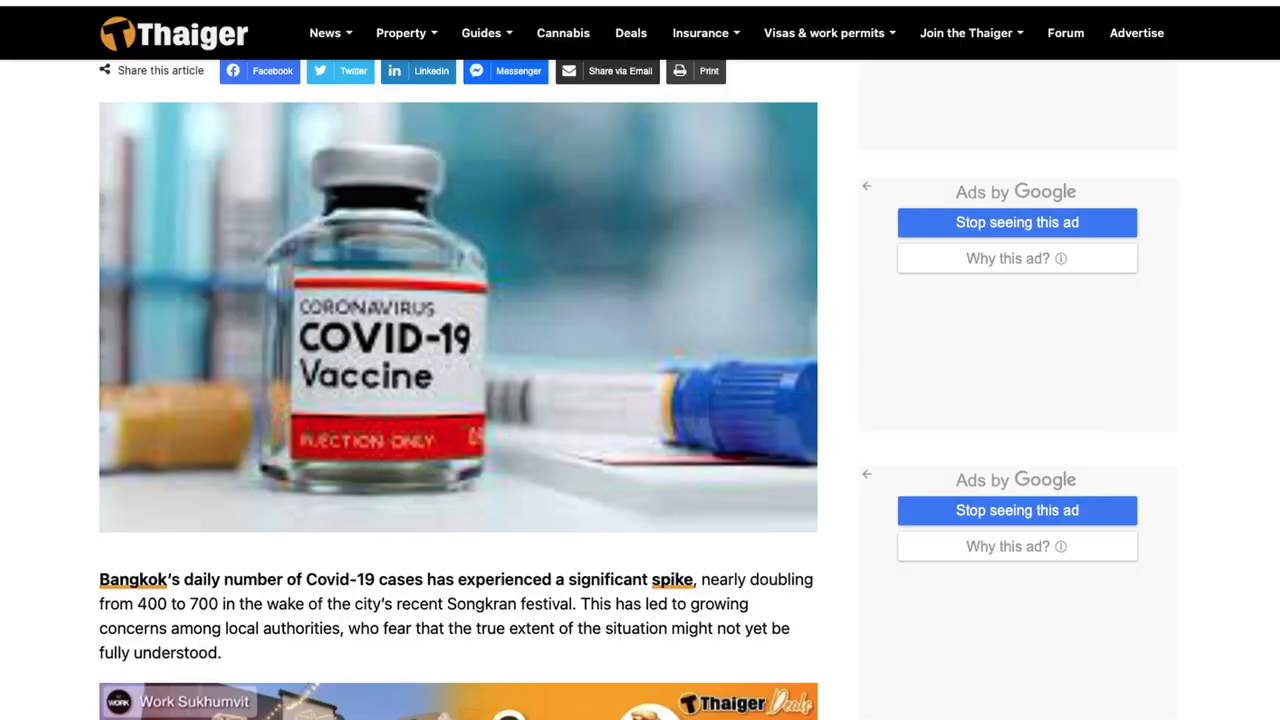 Thaiger
News
Property
Guides
Cannabis
Deals
Insurance
Visas & work permits
Join the Thaiger
Forum
Advertise
Share this article
Facebook
Twitter
LinkedIn
Messenger
Share via Email
Print
CORONAVIRUS
COVID-19
Vaccine
INJECTION ONLY
Ads by Google
Stop seeing this ad
Why this ad?
Ads by Google
Stop seeing this ad
Why this ad?
Bangkok's daily number of Covid-19 cases has experienced a significant spike, nearly doubling
from 400 to 700 in the wake of the city's recent Songkran festival. This has led to growing
concerns among local authorities, who fear that the true extent of the situation might not yet be
fully understood.
WORK
Work Sukhumvit
Thaiger Deals